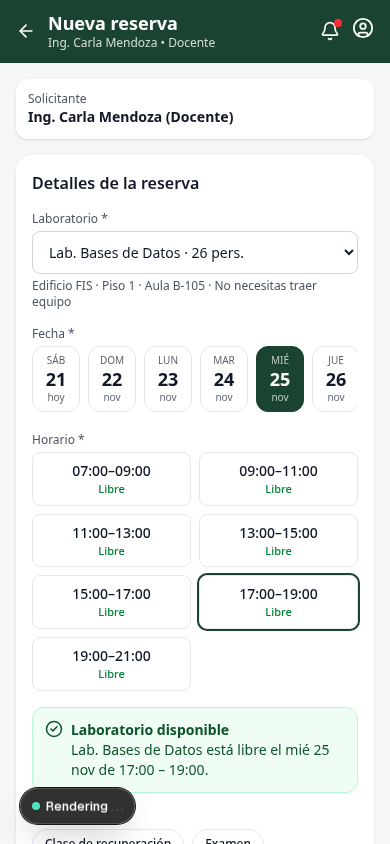 Nueva reserva
Ing. Carla Mendoza • Docente
Solicitante
Ing. Carla Mendoza (Docente)
Detalles de la reserva
Laboratorio *
Lab. Bases de Datos · 26 pers.
Edificio FIS · Piso 1 · Aula B-105 · No necesitas traer
equipo
Fecha *
SÁB DOM LUN MAR MIÉ JUE
21 22 23 24 25 26
hoy nov nov nov nov nov
Horario *
07:00–09:00 09:00–11:00
Libre Libre
11:00–13:00 13:00–15:00
Libre Libre
15:00–17:00 17:00–19:00
Libre Libre
19:00–21:00
Libre
Laboratorio disponible
Lab. Bases de Datos está libre el mié 25
nov de 17:00 – 19:00.
Rendering ...
Clase de recuperación Examen